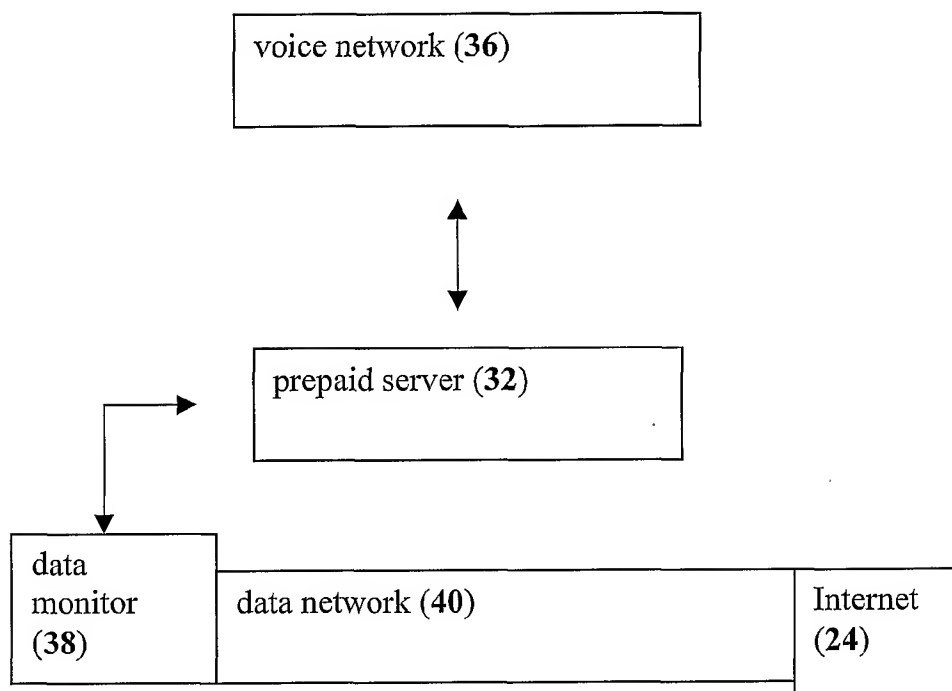 voice network (36)
prepaid server (32)
data
monitor
(38)
data network (40)
Internet
(24)